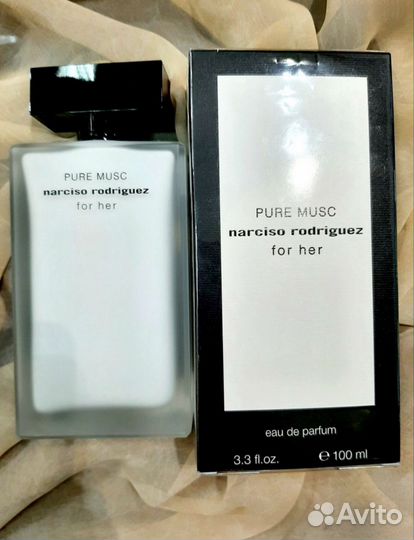 PURE MUSC
narciso rodriguez
for her
PURE MUSC
narciso rodriguez
for her
eau de parfum
3.3 fl.oz. ℮ 100 ml
Avito